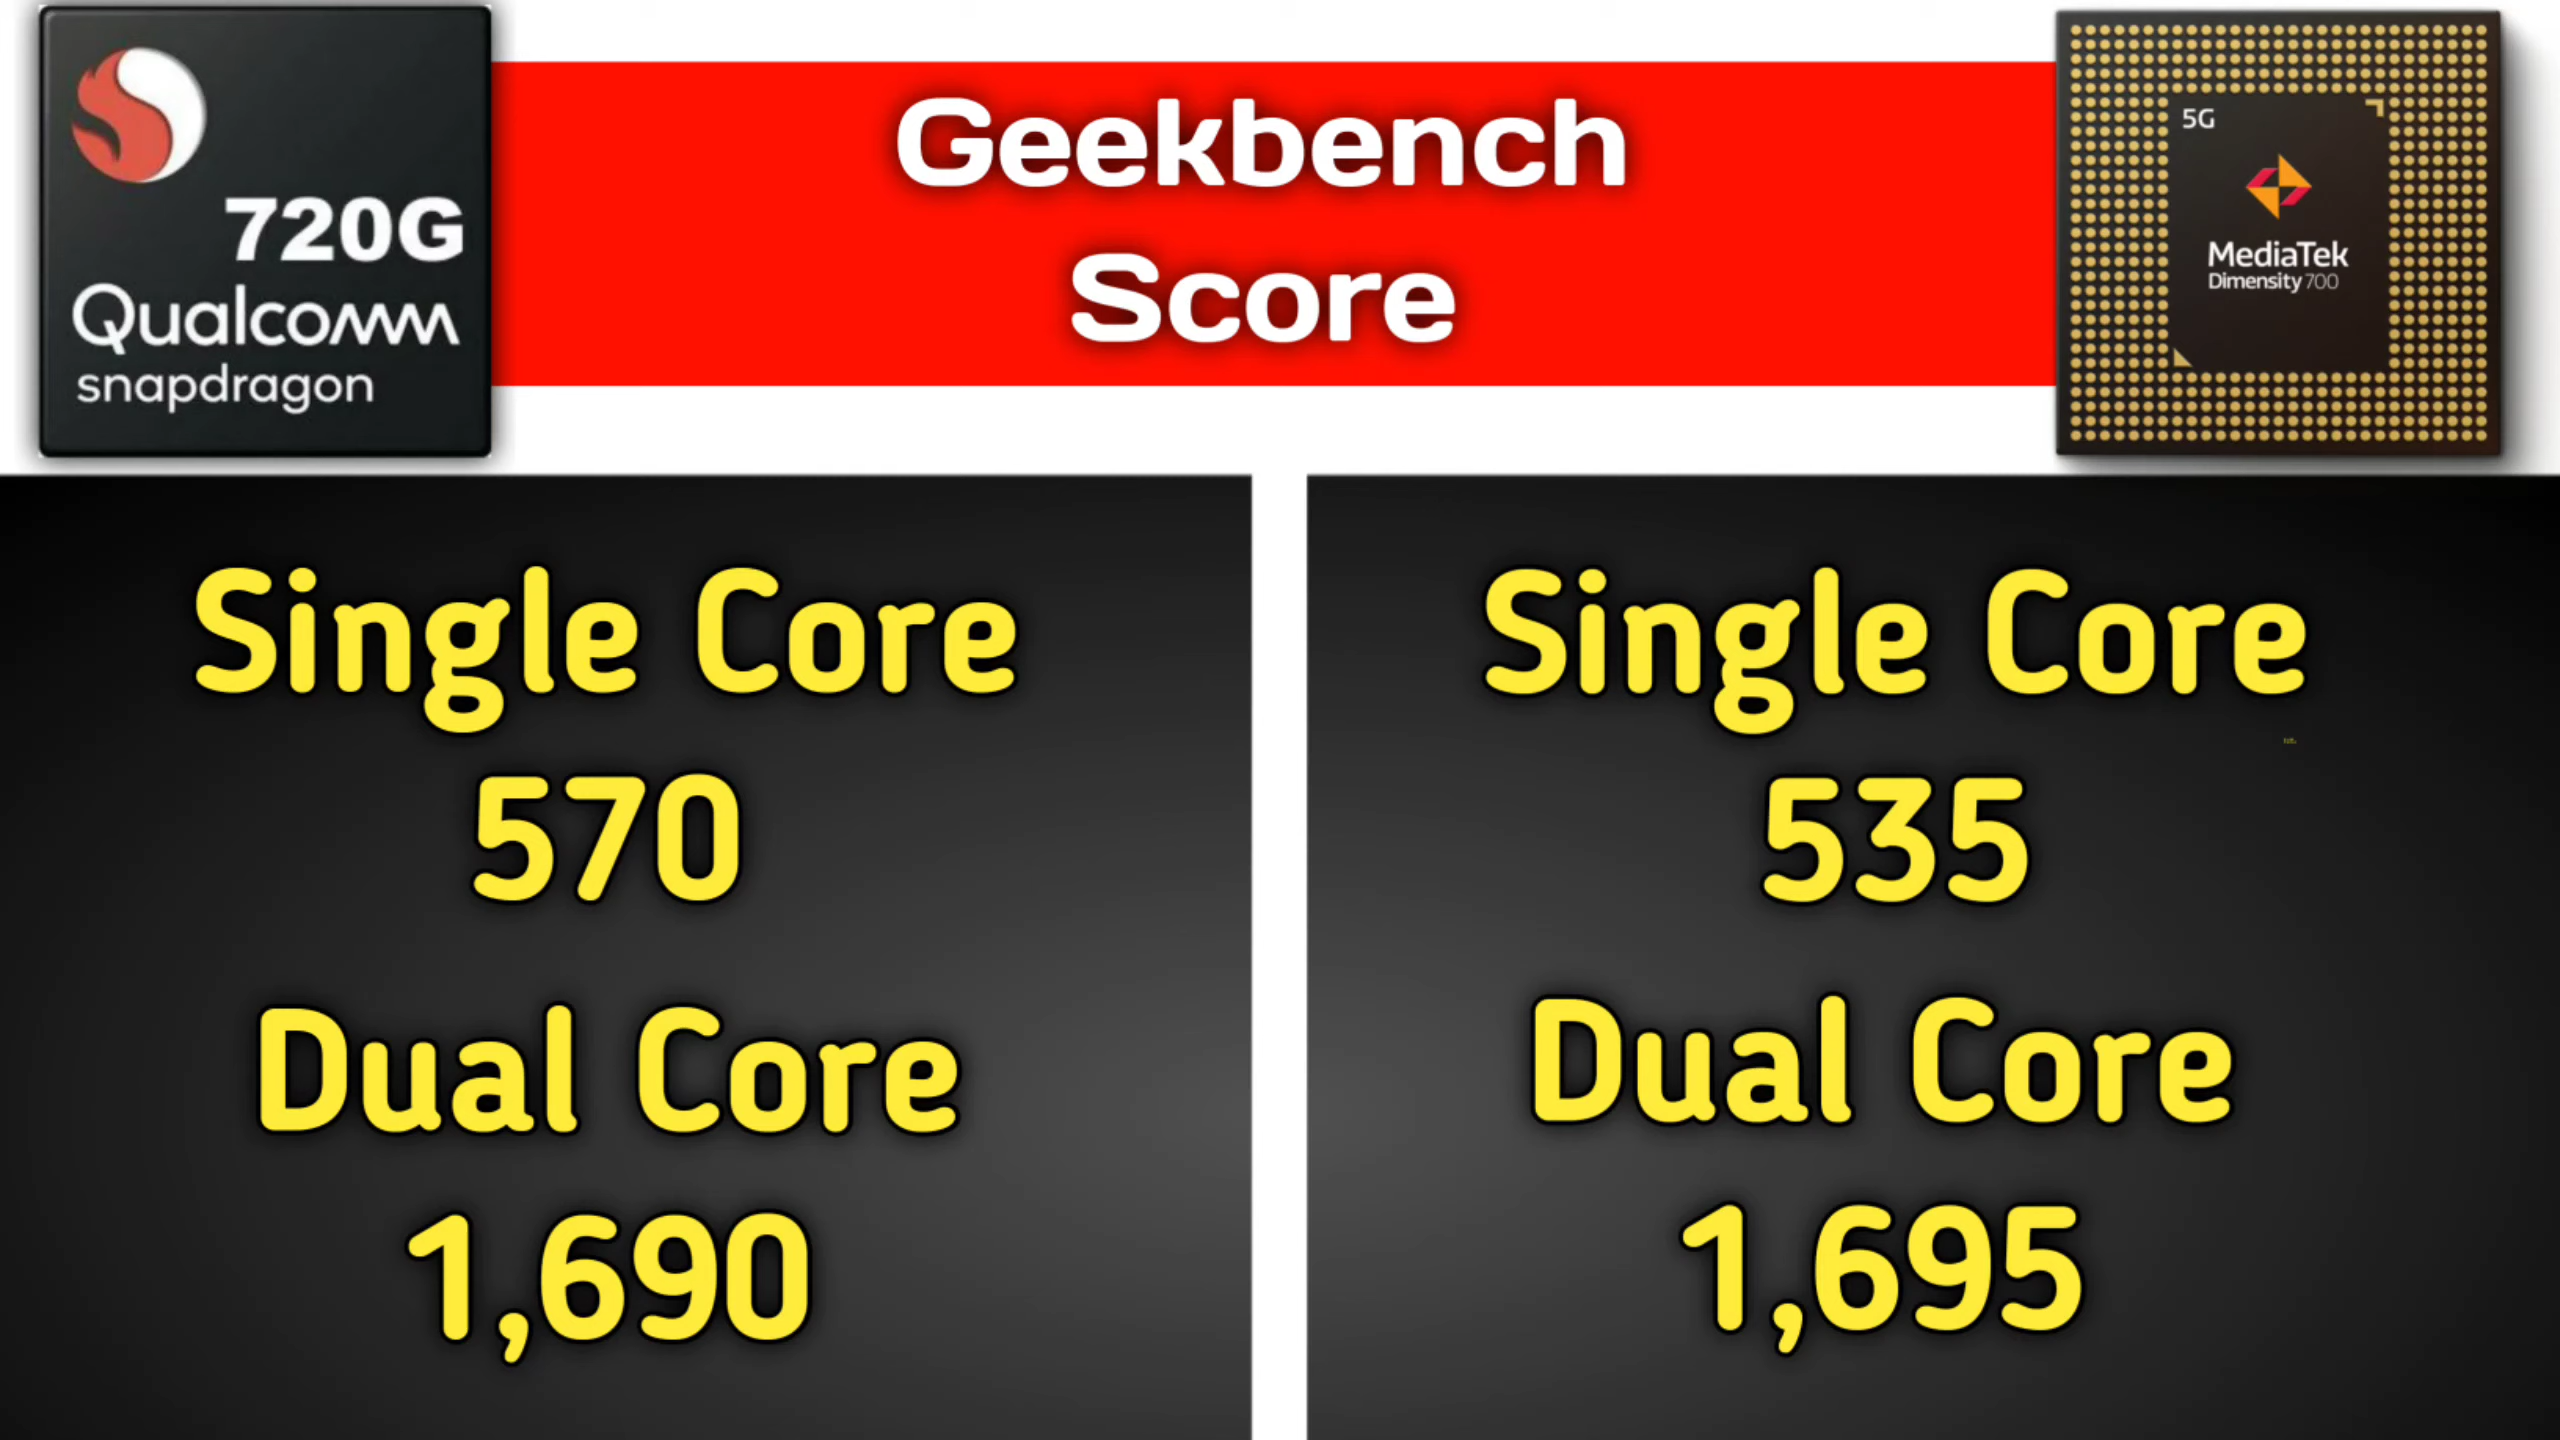 720G
Qualcomm
snapdragon
Geekbench
Score
5G
MediaTek
Dimensity 700
Single Core
570
Dual Core
1,690
Single Core
535
Dual Core
1,695